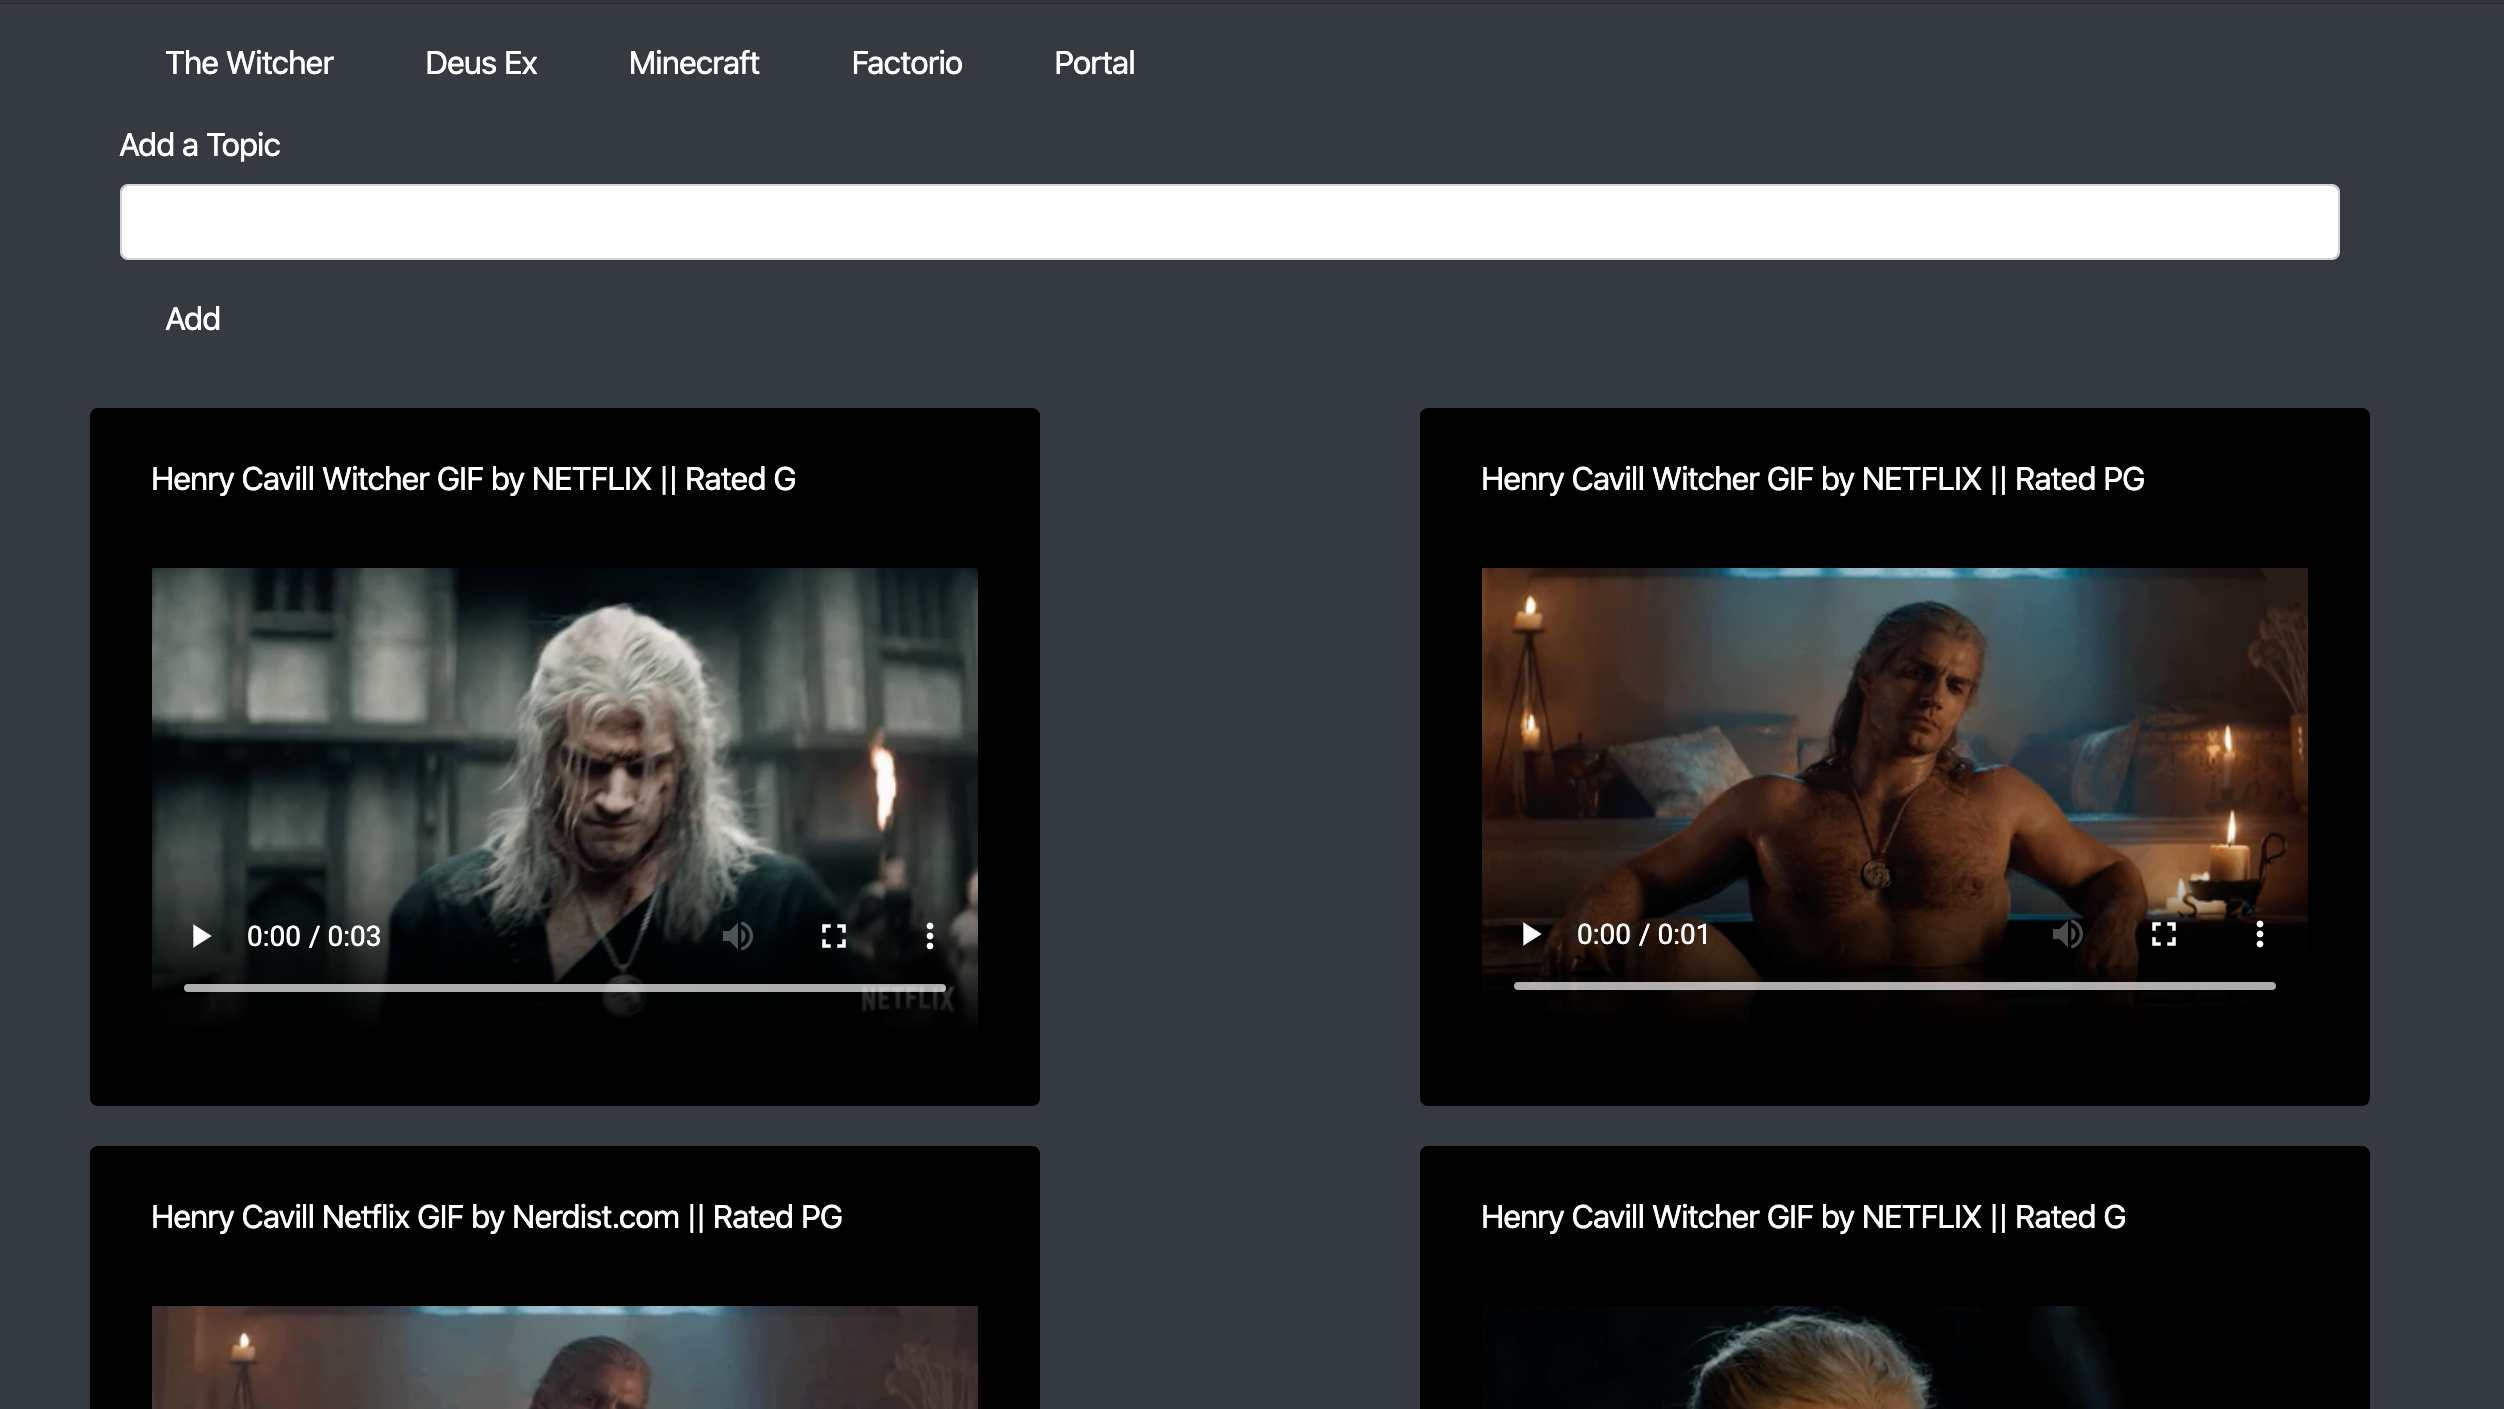 The Witcher Deus Ex Minecraft Factorio Portal
Add a Topic
Add
Henry Cavill Witcher GIF by NETFLIX || Rated G
0:00 / 0:03
NETFLIX
Henry Cavill Witcher GIF by NETFLIX || Rated PG
0:00 / 0:01
Henry Cavill Netflix GIF by Nerdist.com || Rated PG
Henry Cavill Witcher GIF by NETFLIX || Rated G